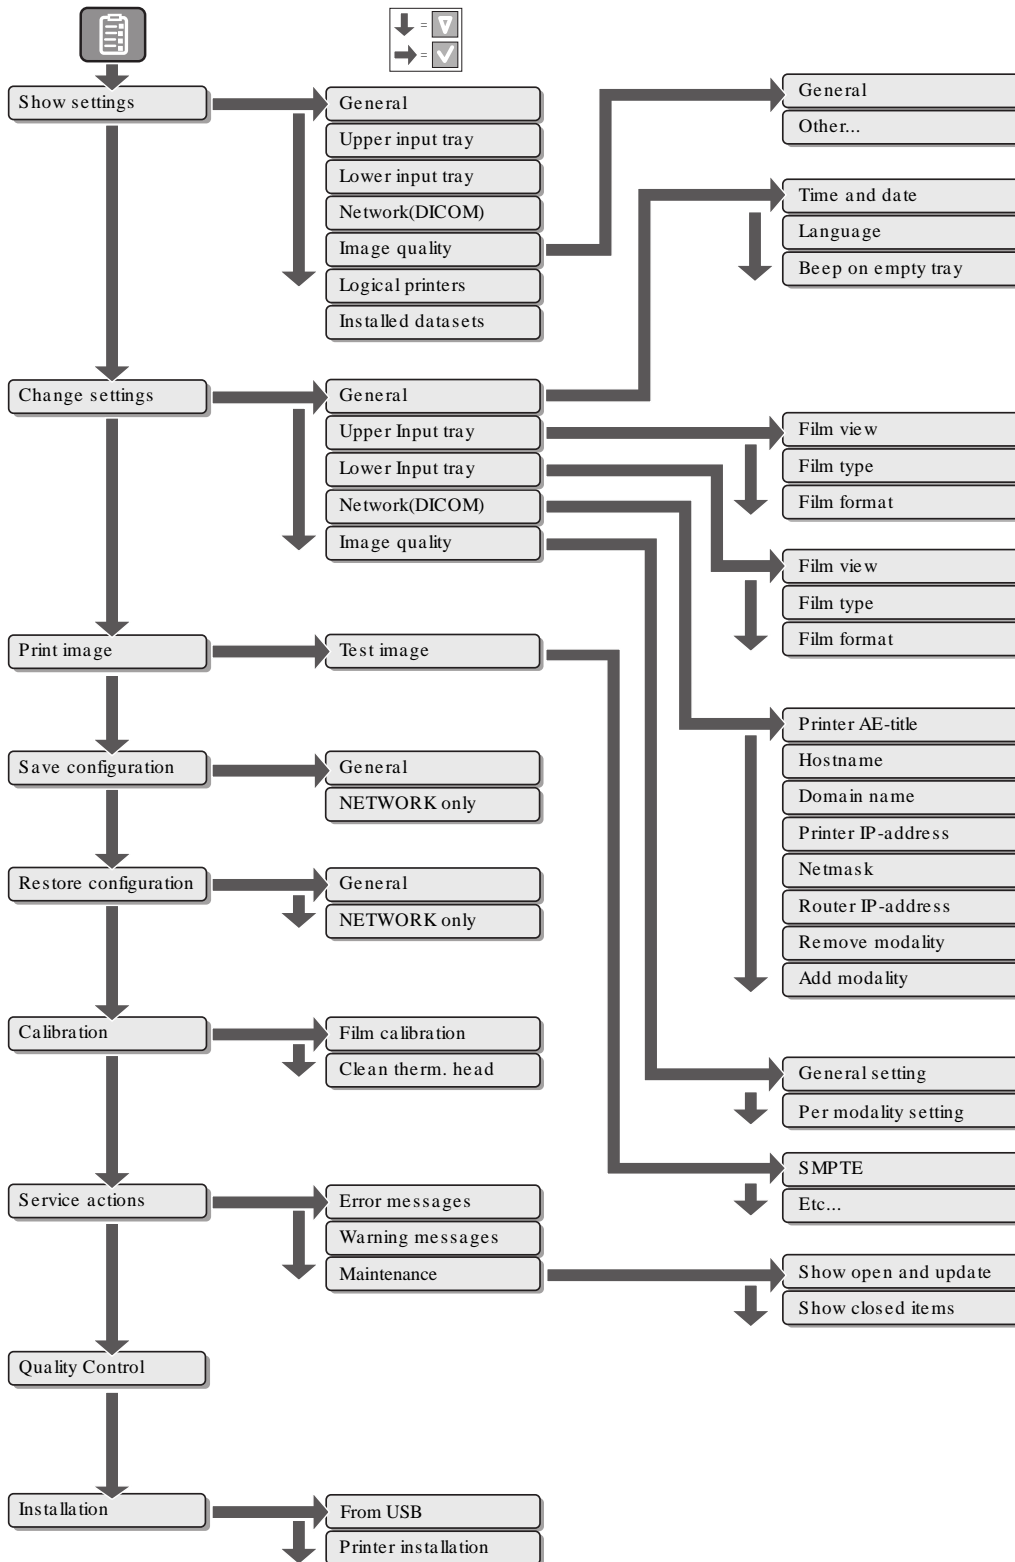 =
=
Show settings
General
Upper input tray
Lower input tray
Network(DICOM)
Image quality
Logical printers
Installed datasets
General
Other...
Change settings
General
Upper Input tray
Lower Input tray
Network(DICOM)
Image quality
Time and date
Language
Beep on empty tray
Film view
Film type
Film format
Film view
Film type
Film format
Printer AE-title
Hostname
Domain name
Printer IP-address
Netmask
Router IP-address
Remove modality
Add modality
General setting
Per modality setting
Print image
Test image
SMPTE
Etc...
Save configuration
General
NETWORK only
Restore configuration
General
NETWORK only
Calibration
Film calibration
Clean therm. head
Service actions
Error messages
Warning messages
Maintenance
Show open and update
Show closed items
Quality Control
Installation
From USB
Printer installation